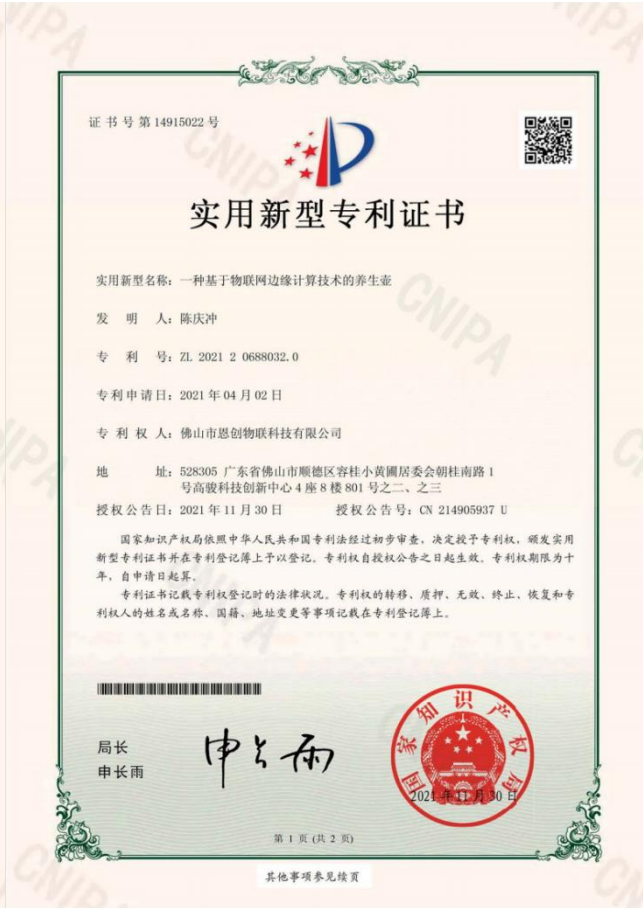 证书号第14915022号
实用新型专利证书
实用新型名称：一种基于物联网边缘计算技术的养生壶
发明人：陈庆冲
专利号：ZL 2021 2 0688032.0
专利申请日：2021年04月02日
专利权人：佛山市恩创物联科技有限公司
地址：528305 广东省佛山市顺德区容桂小黄圃居委会朝桂南路1
号高骏科技创新中心4座8楼801号之二、之三
授权公告日：2021年11月30日 授权公告号：CN 214905937 U
国家知识产权局依照中华人民共和国专利法经过初步审查，决定授予专利权，颁发实用
新型专利证书并在专利登记簿上予以登记。专利权自授权公告之日起生效。专利权期限为十
年，自申请日起算。
专利证书记载专利权登记时的法律状况。专利权的转移、质押、无效、终止、恢复和专
利权人的姓名或名称、国籍、地址变更等事项记载在专利登记簿上。
局长
申长雨
申长雨
国家知识产权局
2021年11月30日
第 1 页 (共 2 页)
其他事项参见续页
CNIPA
CNIPA
CNIPA
CNIPA